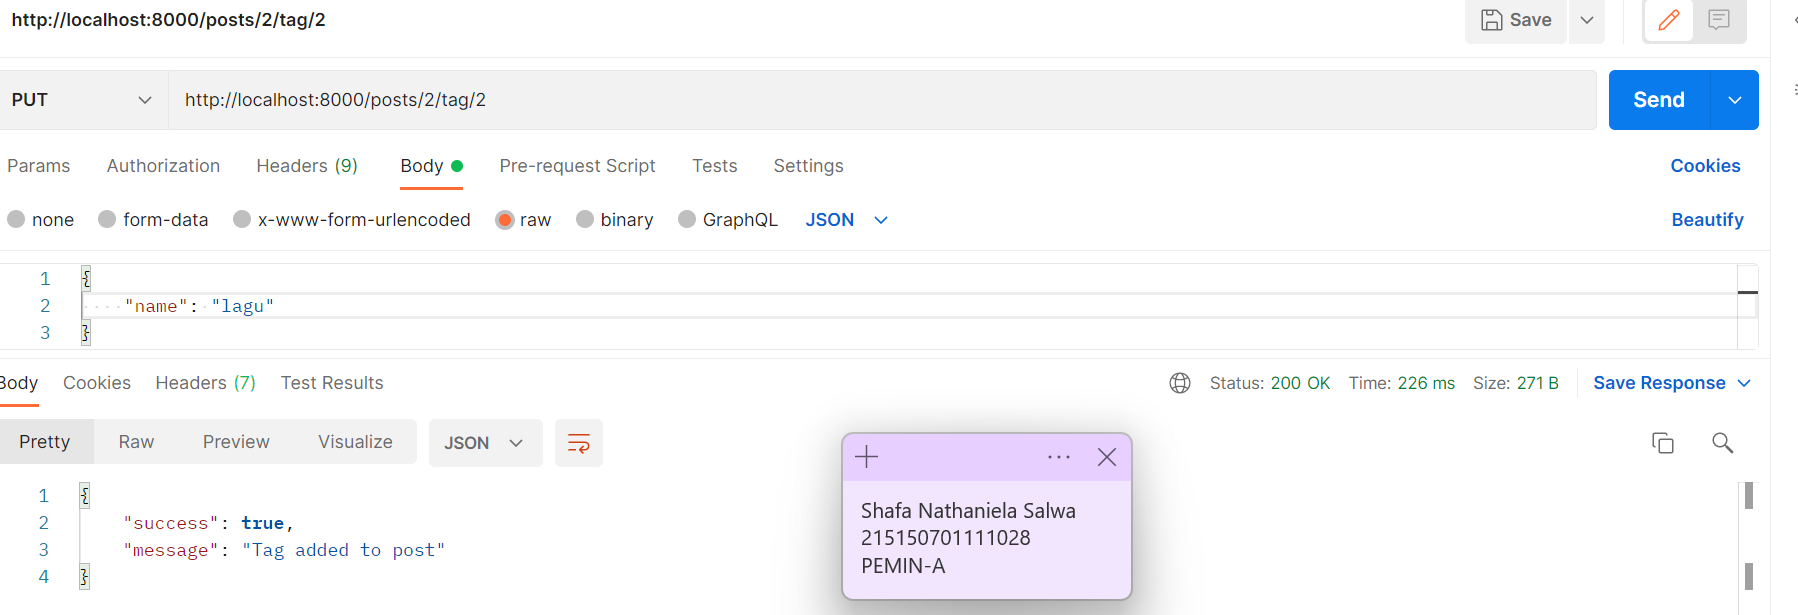 http://localhost:8000/posts/2/tag/2
Save
PUT
http://localhost:8000/posts/2/tag/2
Send
Params Authorization Headers (9) Body Pre-request Script Tests Settings Cookies
none form-data x-www-form-urlencoded raw binary GraphQL JSON Beautify
1 {
2 "name": "lagu"
3 }
Body Cookies Headers (7) Test Results Status: 200 OK Time: 226 ms Size: 271 B Save Response
Pretty Raw Preview Visualize JSON
1 {
2 "success": true,
3 "message": "Tag added to post"
4 }
Shafa Nathaniela Salwa
215150701111028
PEMIN-A